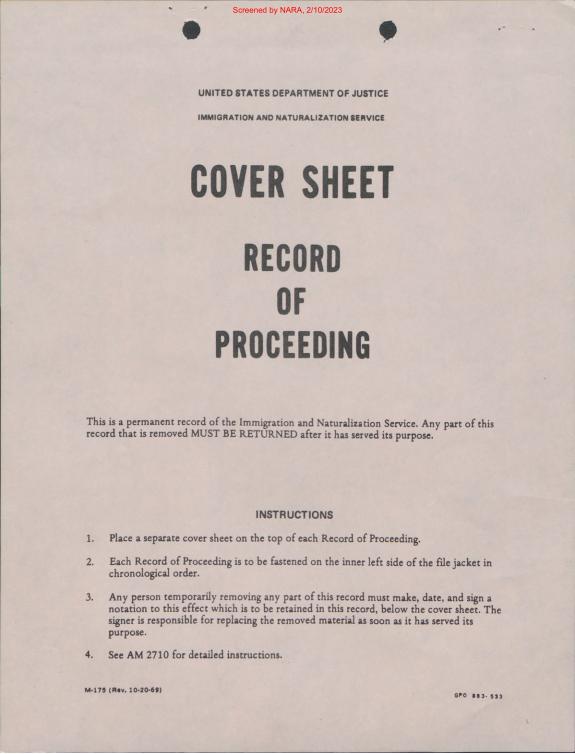 Screened by NARA, 2/10/2023
UNITED STATES DEPARTMENT OF JUSTICE
IMMIGRATION AND NATURALIZATION SERVICE
COVER SHEET
RECORD
OF
PROCEEDING
This is a permanent record of the Immigration and Naturalization Service. Any part of this
record that is removed MUST BE RETURNED after it has served its purpose.
INSTRUCTIONS
1. Place a separate cover sheet on the top of each Record of Proceeding.
2. Each Record of Proceeding is to be fastened on the inner left side of the file jacket in
chronological order.
3. Any person temporarily removing any part of this record must make, date, and sign a
notation to this effect which is to be retained in this record, below the cover sheet. The
signer is responsible for replacing the removed material as soon as it has served its
purpose.
4. See AM 2710 for detailed instructions.
M-175 (Rev. 10-20-69)
GPO 883-533